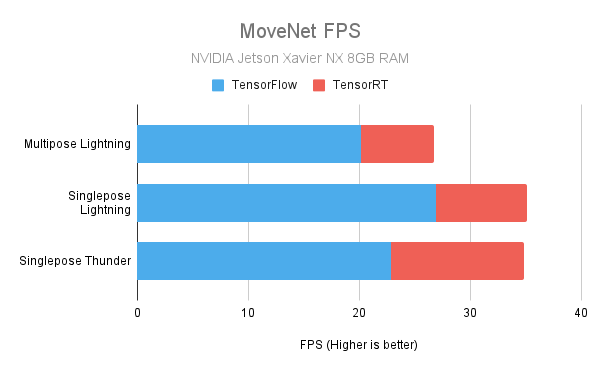 MoveNet FPS
NVIDIA Jetson Xavier NX 8GB RAM
TensorFlow TensorRT
Multipose Lightning
Singlepose
Lightning
Singlepose Thunder
0 10 20 30 40
FPS (Higher is better)